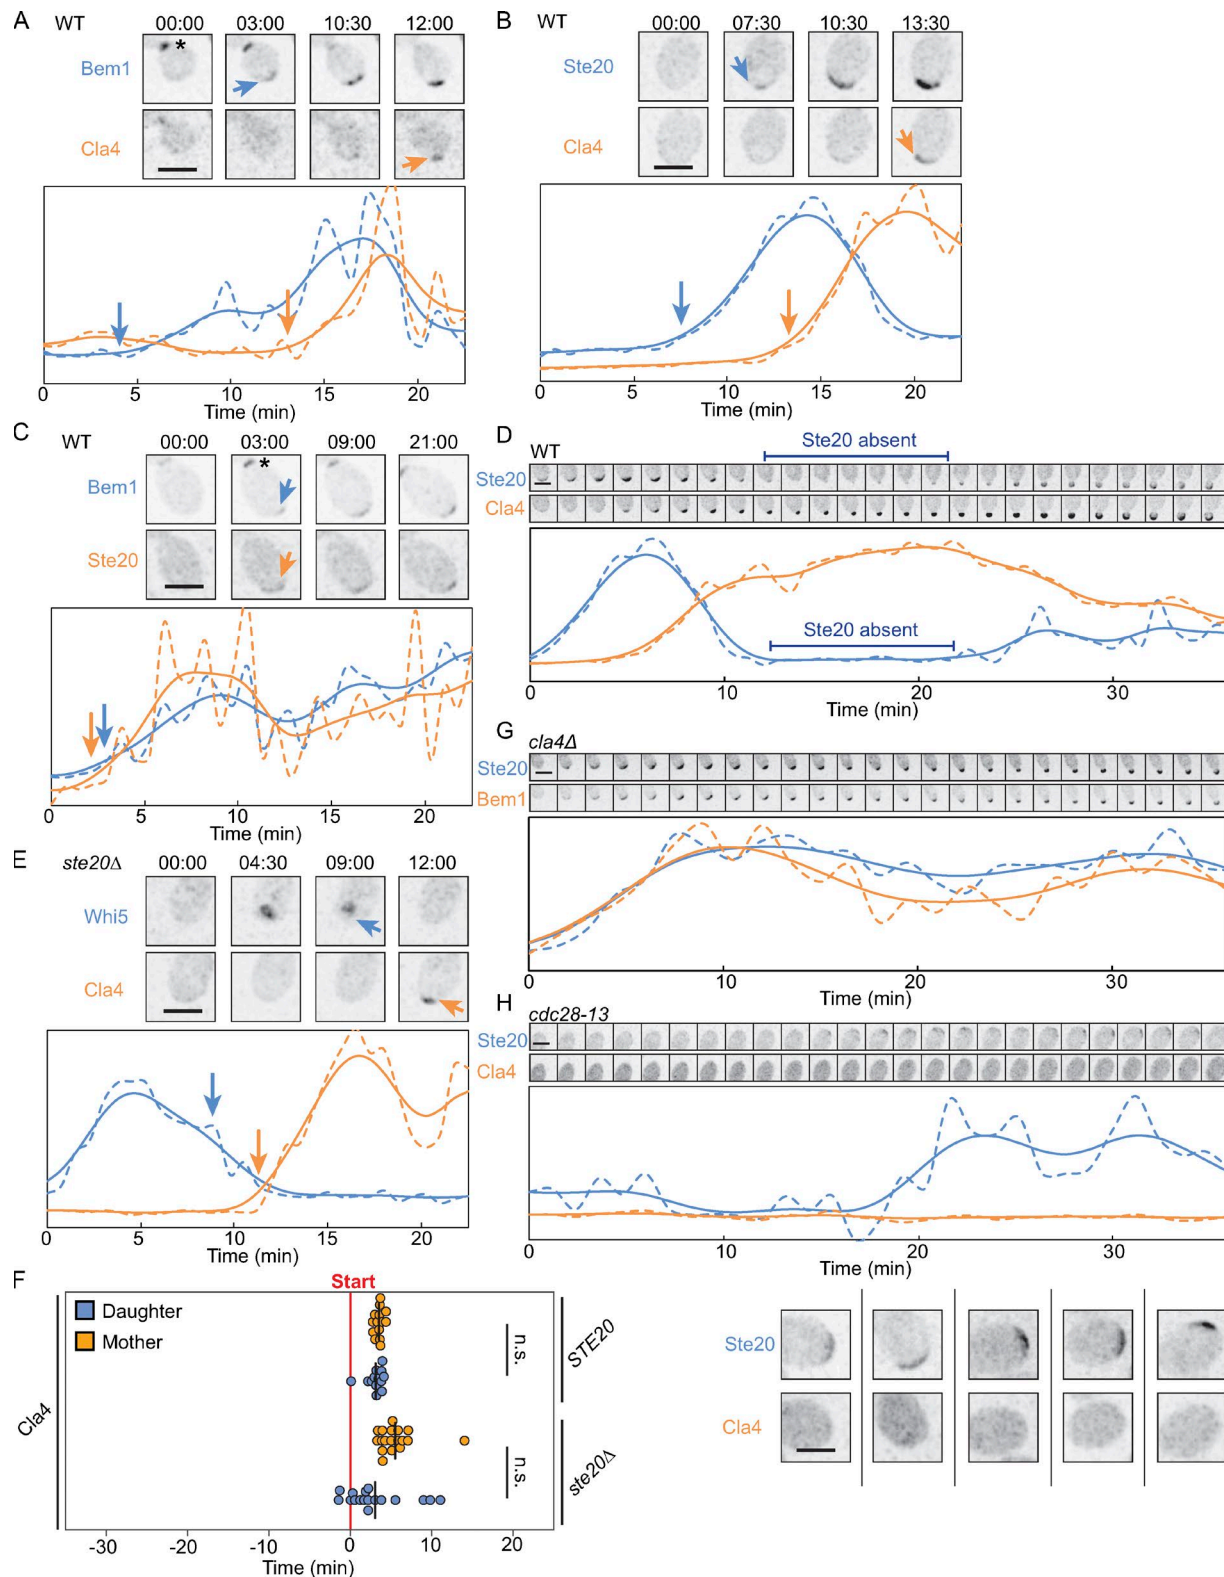 A
WT
00:00 03:00 10:30 12:00
*
Bem1
Cla4
0 5 10 15 20
Time (min)
B
WT
00:00 07:30 10:30 13:30
Ste20
Cla4
0 5 10 15 20
Time (min)
C
WT
00:00 03:00 09:00 21:00
*
Bem1
Ste20
0 5 10 15 20
Time (min)
D
WT
Ste20 absent
Ste20
Cla4
Ste20 absent
0 10 20 30
Time (min)
E
ste20Δ
00:00 04:30 09:00 12:00
Whi5
Cla4
0 5 10 15 20
Time (min)
F
Start
Daughter
Mother
Cla4
n.s.
STE20
n.s.
ste20Δ
-30 -20 -10 0 10 20
Time (min)
G
cla4Δ
Ste20
Bem1
0 10 20 30
Time (min)
H
cdc28-13
Ste20
Cla4
0 10 20 30
Time (min)
Ste20
Cla4